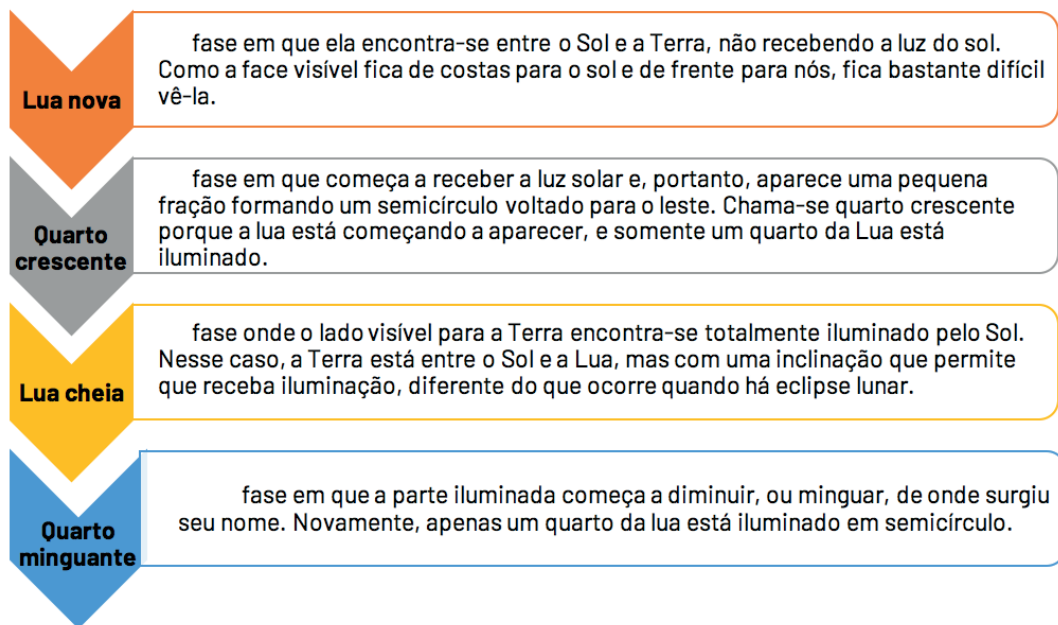 Lua nova
fase em que ela encontra-se entre o Sol e a Terra, não recebendo a luz do sol.
Como a face visível fica de costas para o sol e de frente para nós, fica bastante difícil
vê-la.
Quarto
crescente
fase em que começa a receber a luz solar e, portanto, aparece uma pequena
fração formando um semicírculo voltado para o leste. Chama-se quarto crescente
porque a lua está começando a aparecer, e somente um quarto da Lua está
iluminado.
Lua cheia
fase onde o lado visível para a Terra encontra-se totalmente iluminado pelo Sol.
Nesse caso, a Terra está entre o Sol e a Lua, mas com uma inclinação que permite
que receba iluminação, diferente do que ocorre quando há eclipse lunar.
Quarto
minguante
fase em que a parte iluminada começa a diminuir, ou minguar, de onde surgiu
seu nome. Novamente, apenas um quarto da lua está iluminado em semicírculo.